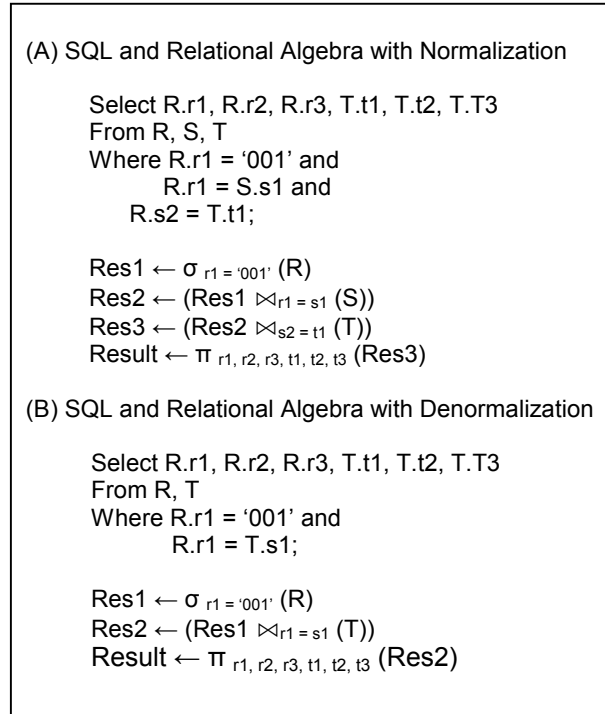 (A) SQL and Relational Algebra with Normalization
Select R.r1, R.r2, R.r3, T.t1, T.t2, T.T3
From R, S, T
Where R.r1 = ‘001’ and
R.r1 = S.s1 and
R.s2 = T.t1;
Res1 ← σ r1 = ‘001’ (R)
Res2 ← (Res1 ⋈r1 = s1 (S))
Res3 ← (Res2 ⋈s2 = t1 (T))
Result ← π r1, r2, r3, t1, t2, t3 (Res3)
(B) SQL and Relational Algebra with Denormalization
Select R.r1, R.r2, R.r3, T.t1, T.t2, T.T3
From R, T
Where R.r1 = ‘001’ and
R.r1 = T.s1;
Res1 ← σ r1 = ‘001’ (R)
Res2 ← (Res1 ⋈r1 = s1 (T))
Result ← π r1, r2, r3, t1, t2, t3 (Res2)